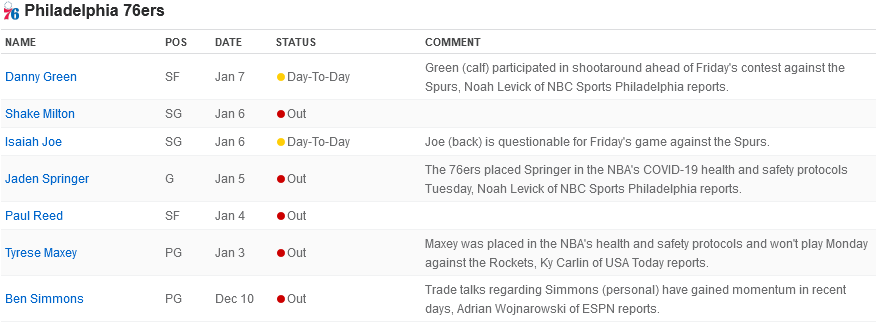 76 Philadelphia 76ers
NAME POS DATE STATUS COMMENT
Danny Green SF Jan 7 Day-To-Day Green (calf) participated in shootaround ahead of Friday's contest against the
Spurs, Noah Levick of NBC Sports Philadelphia reports.
Shake Milton SG Jan 6 Out
Isaiah Joe SG Jan 6 Day-To-Day Joe (back) is questionable for Friday's game against the Spurs.
Jaden Springer G Jan 5 Out The 76ers placed Springer in the NBA's COVID-19 health and safety protocols
Tuesday, Noah Levick of NBC Sports Philadelphia reports.
Paul Reed SF Jan 4 Out
Tyrese Maxey PG Jan 3 Out Maxey was placed in the NBA's health and safety protocols and won't play Monday
against the Rockets, Ky Carlin of USA Today reports.
Ben Simmons PG Dec 10 Out Trade talks regarding Simmons (personal) have gained momentum in recent
days, Adrian Wojnarowski of ESPN reports.